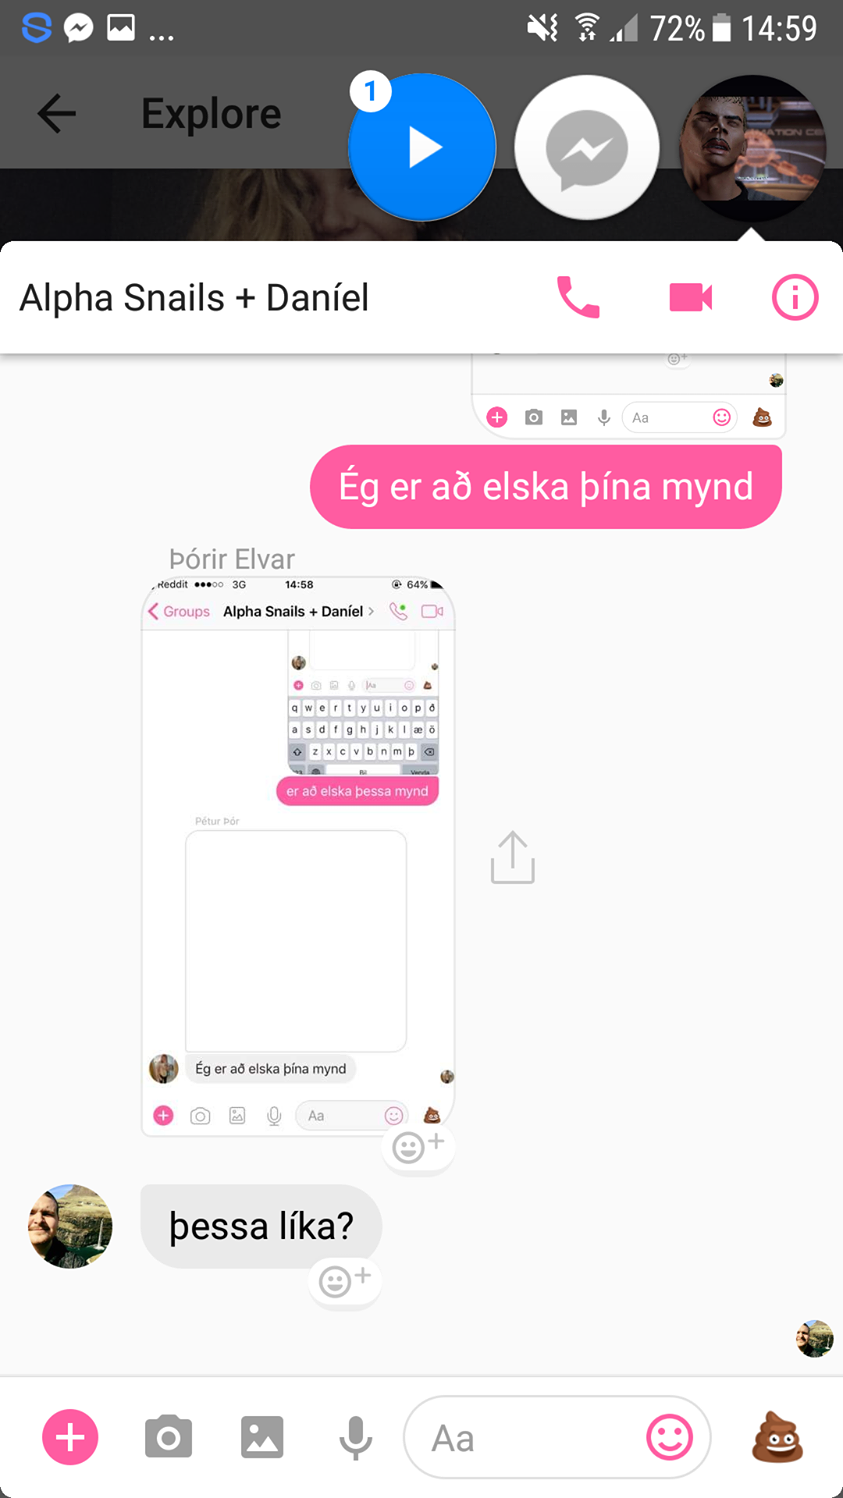 ... 72% 14:59
Explore
1
Alpha Snails + Daníel
Aa
Ég er að elska þína mynd
Þórir Elvar
Reddit 3G 14:58 64%
Groups Alpha Snails + Daníel
Aa
q w e r t y u i o p ð
a s d f g h j k l æ ö
z x c v b n m þ
Bil Venda
er að elska þessa mynd
Pétur Þór
Ég er að elska þína mynd
Aa
þessa líka?
Aa